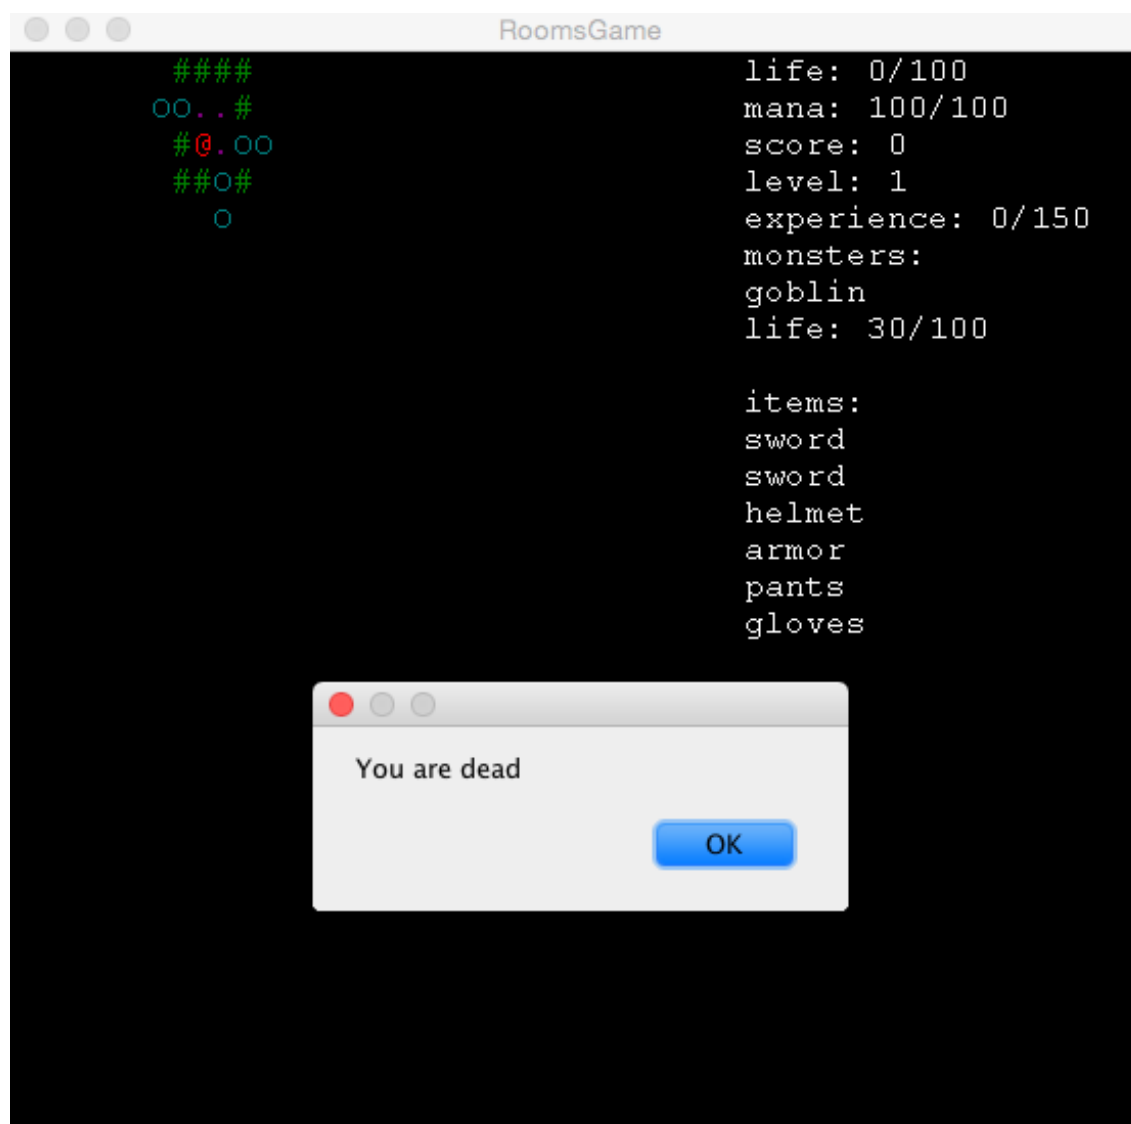 RoomsGame
####
OO..#
#@.OO
##O#
O
life: 0/100
mana: 100/100
score: 0
level: 1
experience: 0/150
monsters:
goblin
life: 30/100
items:
sword
sword
helmet
armor
pants
gloves
You are dead
OK